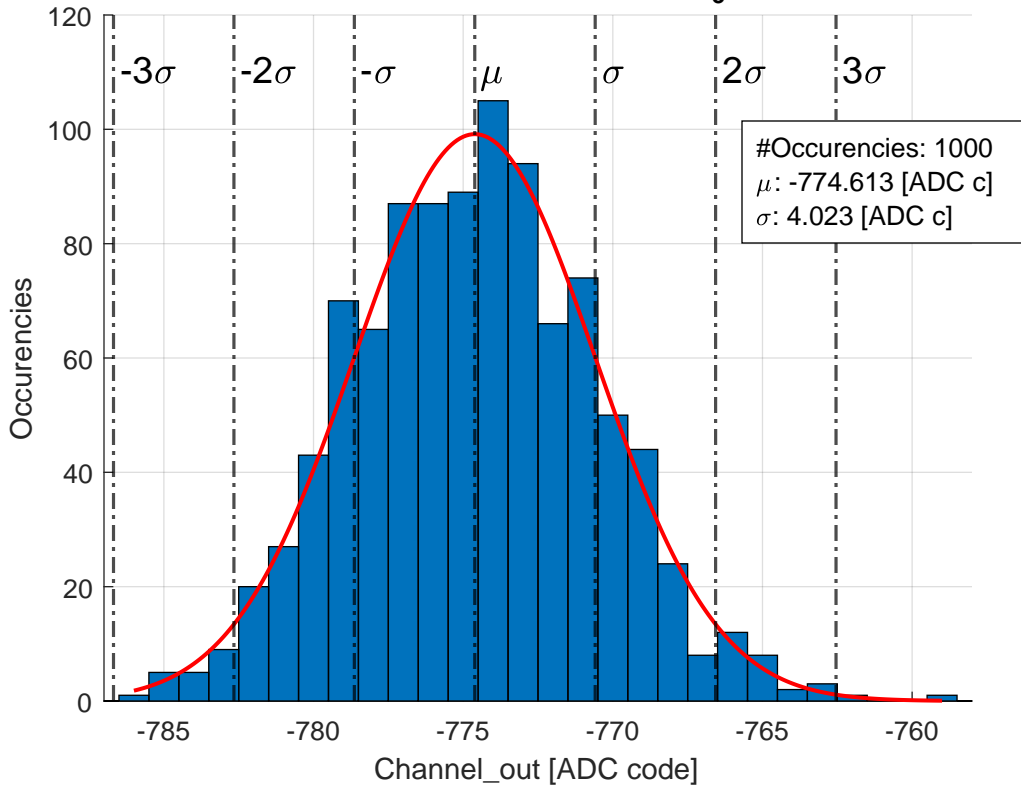 120
100
80
60
40
20
0
Occurencies
-3σ
-2σ
-σ
μ
σ
2σ
3σ
#Occurencies: 1000
μ: -774.613 [ADC c]
σ: 4.023 [ADC c]
-785
-780
-775
-770
-765
-760
Channel_out [ADC code]